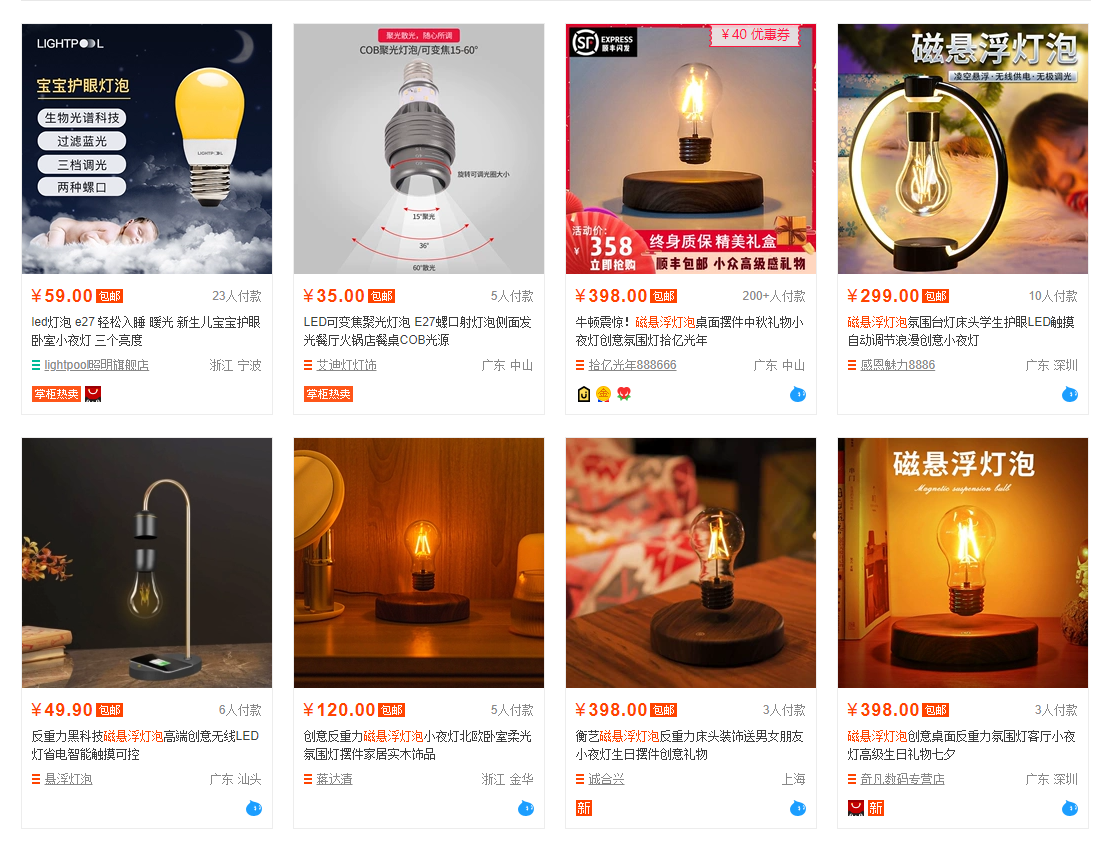 LIGHTPOOL
宝宝护眼灯泡
生物光谱科技
过滤蓝光
三档调光
两种螺口
LIGHTPOOL
¥59.00 包邮 23人付款
led灯泡 e27 轻松入睡 暖光 新生儿宝宝护眼
卧室小夜灯 三个亮度
lightpool照明旗舰店 浙江 宁波
掌柜热卖
聚光散光，随心所调
COB聚光灯泡/可变焦15-60°
旋转可调光圈大小
15°聚光
36°
60°散光
¥35.00 包邮 5人付款
LED可变焦聚光灯泡 E27螺口射灯泡侧面发
光餐厅火锅店餐桌COB光源
艾迪灯灯饰 广东 中山
掌柜热卖
SF EXPRESS
顺丰闪发
¥40 优惠券
活动价:
¥358
立即抢购
终身质保 精美礼盒
顺丰包邮 小众高级感礼物
¥398.00 包邮 200+人付款
牛顿震惊！磁悬浮灯泡桌面摆件中秋礼物小
夜灯创意氛围灯拾亿光年
拾亿光年888666 广东 中山
磁悬浮灯泡
凌空悬浮·无线供电·无极调光
¥299.00 包邮 10人付款
磁悬浮灯泡氛围台灯床头学生护眼LED触摸
自动调节浪漫创意小夜灯
感恩魅力8886 广东 深圳
¥49.90 包邮 6人付款
反重力黑科技磁悬浮灯泡高端创意无线LED
灯省电智能触摸可控
悬浮灯泡 广东 汕头
¥120.00 包邮 5人付款
创意反重力磁悬浮灯泡小夜灯北欧卧室柔光
氛围灯摆件家居实木饰品
蒋达清 浙江 金华
¥398.00 包邮 3人付款
衡艺磁悬浮灯泡反重力床头装饰送男女朋友
小夜灯生日摆件创意礼物
诚合兴 上海
新
磁悬浮灯泡
Magnetic suspension bulb
¥398.00 包邮 3人付款
磁悬浮灯泡创意桌面反重力氛围灯客厅小夜
灯高级生日礼物七夕
奇凡数码专营店 广东 深圳
新